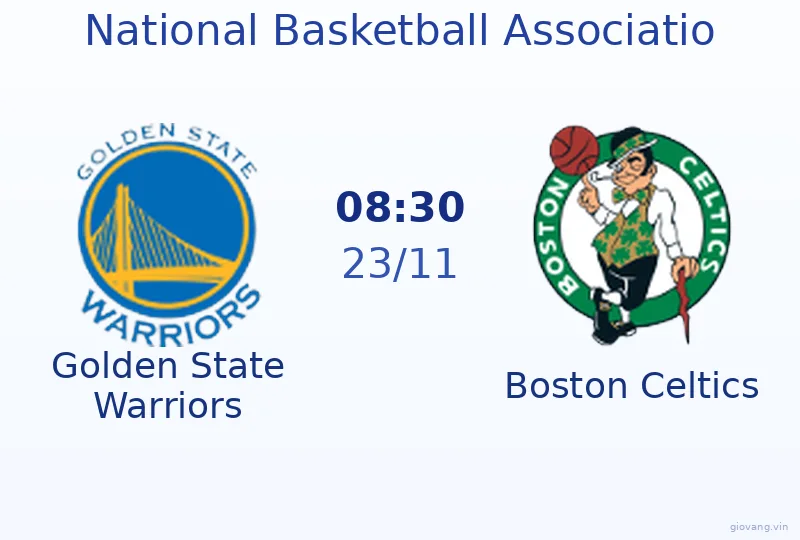 National Basketball Associatio
GOLDEN STATE
WARRIORS
BOSTON
CELTICS
08:30
23/11
Golden State
Warriors
Boston Celtics
giovang.vin